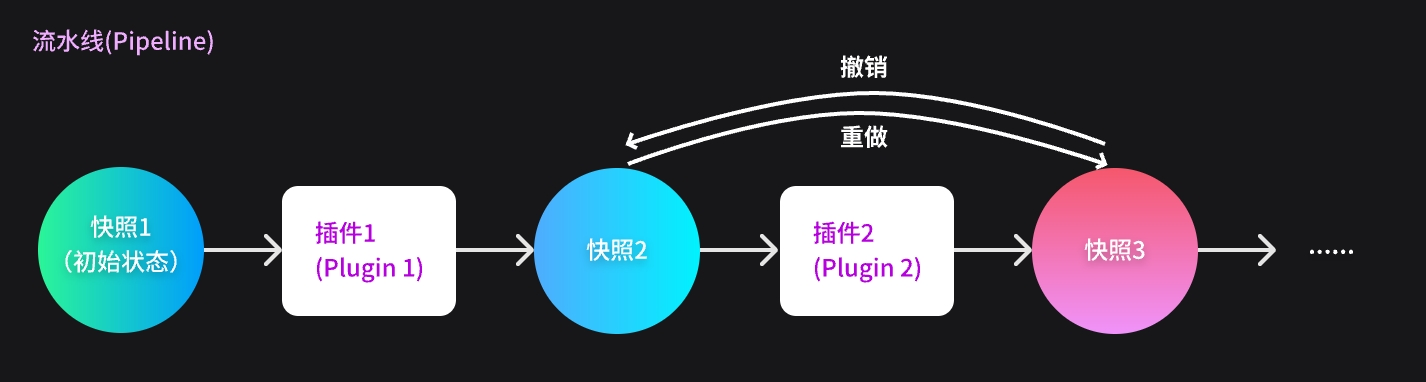 流水线(Pipeline)
撤销
重做
快照1
（初始状态）
插件1
(Plugin 1)
快照2
插件2
(Plugin 2)
快照3
......